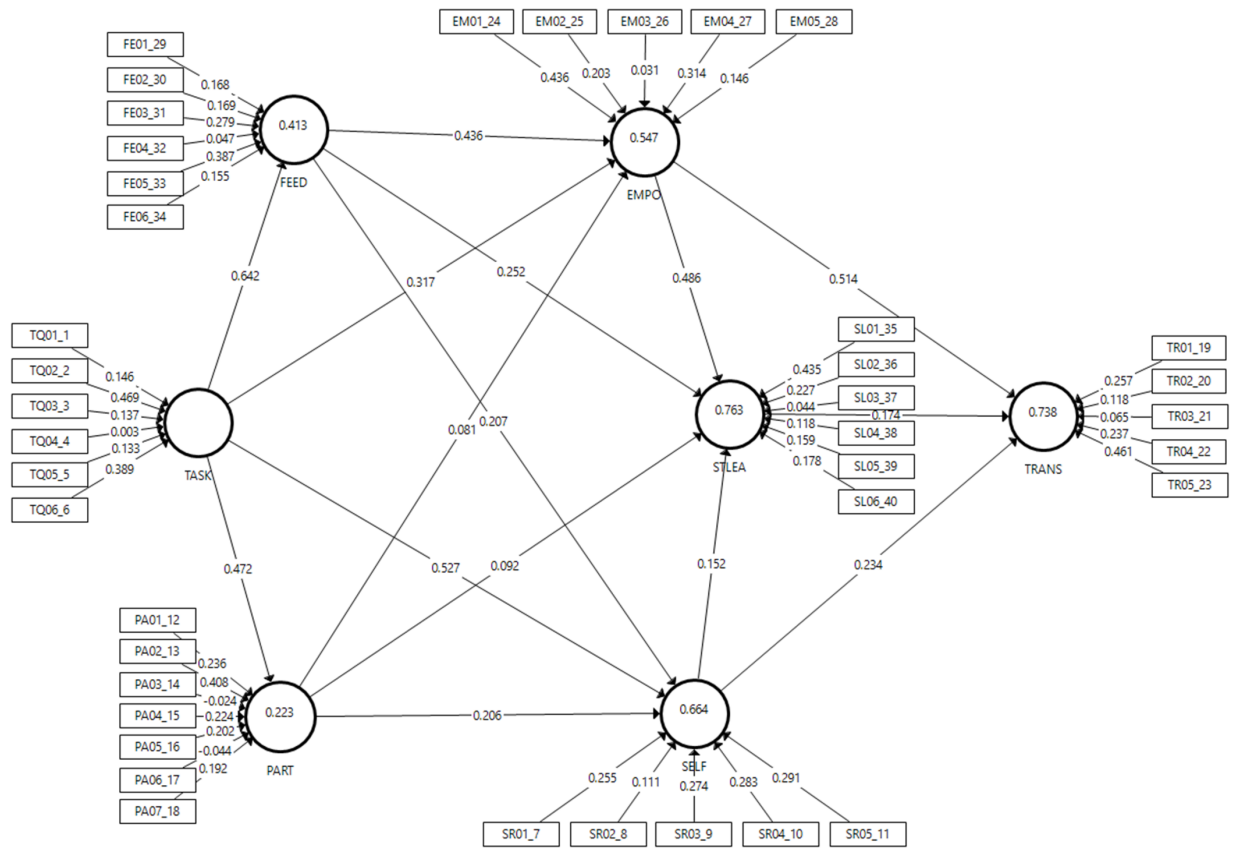 EM01_24
EM02_25
EM03_26
EM04_27
EM05_28
0.436
0.203
0.031
0.314
0.146
FE01_29
FE02_30
FE03_31
FE04_32
FE05_33
FE06_34
0.168
0.169
0.279
0.047
0.387
0.155
0.413
FEED
0.436
0.547
EMPO
0.642
0.317
0.252
0.486
0.514
TQ01_1
TQ02_2
TQ03_3
TQ04_4
TQ05_5
TQ06_6
0.146
0.469
0.137
0.003
0.133
0.389
TASK
0.081
0.207
0.763
STLEA
SL01_35
SL02_36
SL03_37
SL04_38
SL05_39
SL06_40
0.435
0.227
0.044
0.174
0.118
0.159
0.178
0.738
TRANS
TR01_19
TR02_20
TR03_21
TR04_22
TR05_23
0.257
0.118
0.065
0.237
0.461
0.472
0.527
0.092
0.152
0.234
PA01_12
PA02_13
PA03_14
PA04_15
PA05_16
PA06_17
PA07_18
0.236
0.408
-0.024
0.224
0.202
-0.044
0.192
0.223
PART
0.206
0.664
SELF
0.255
0.111
0.274
0.283
0.291
SR01_7
SR02_8
SR03_9
SR04_10
SR05_11